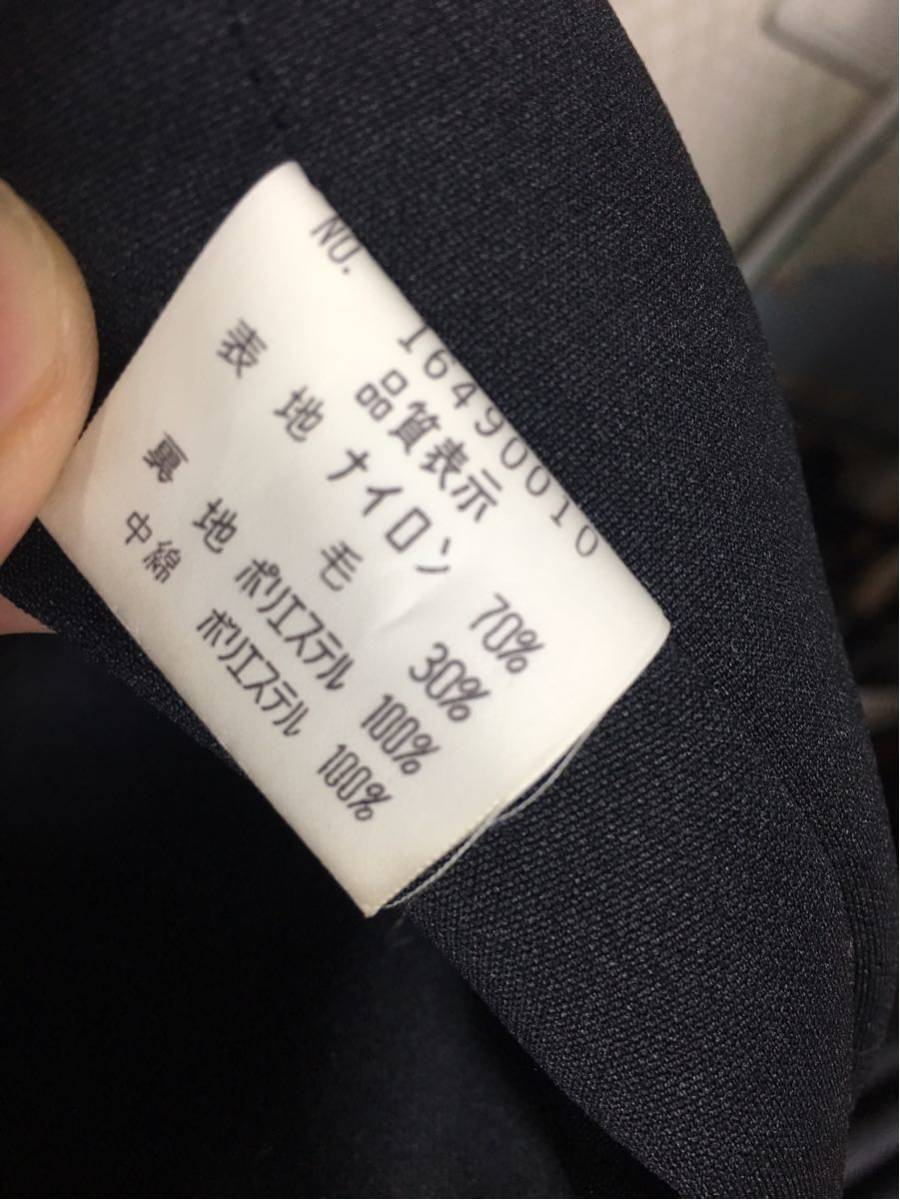 NO. 16490010
品質表示
表 地 ナイロン 70%
毛 30%
裏 地 ポリエステル 100%
中綿 ポリエステル 100%